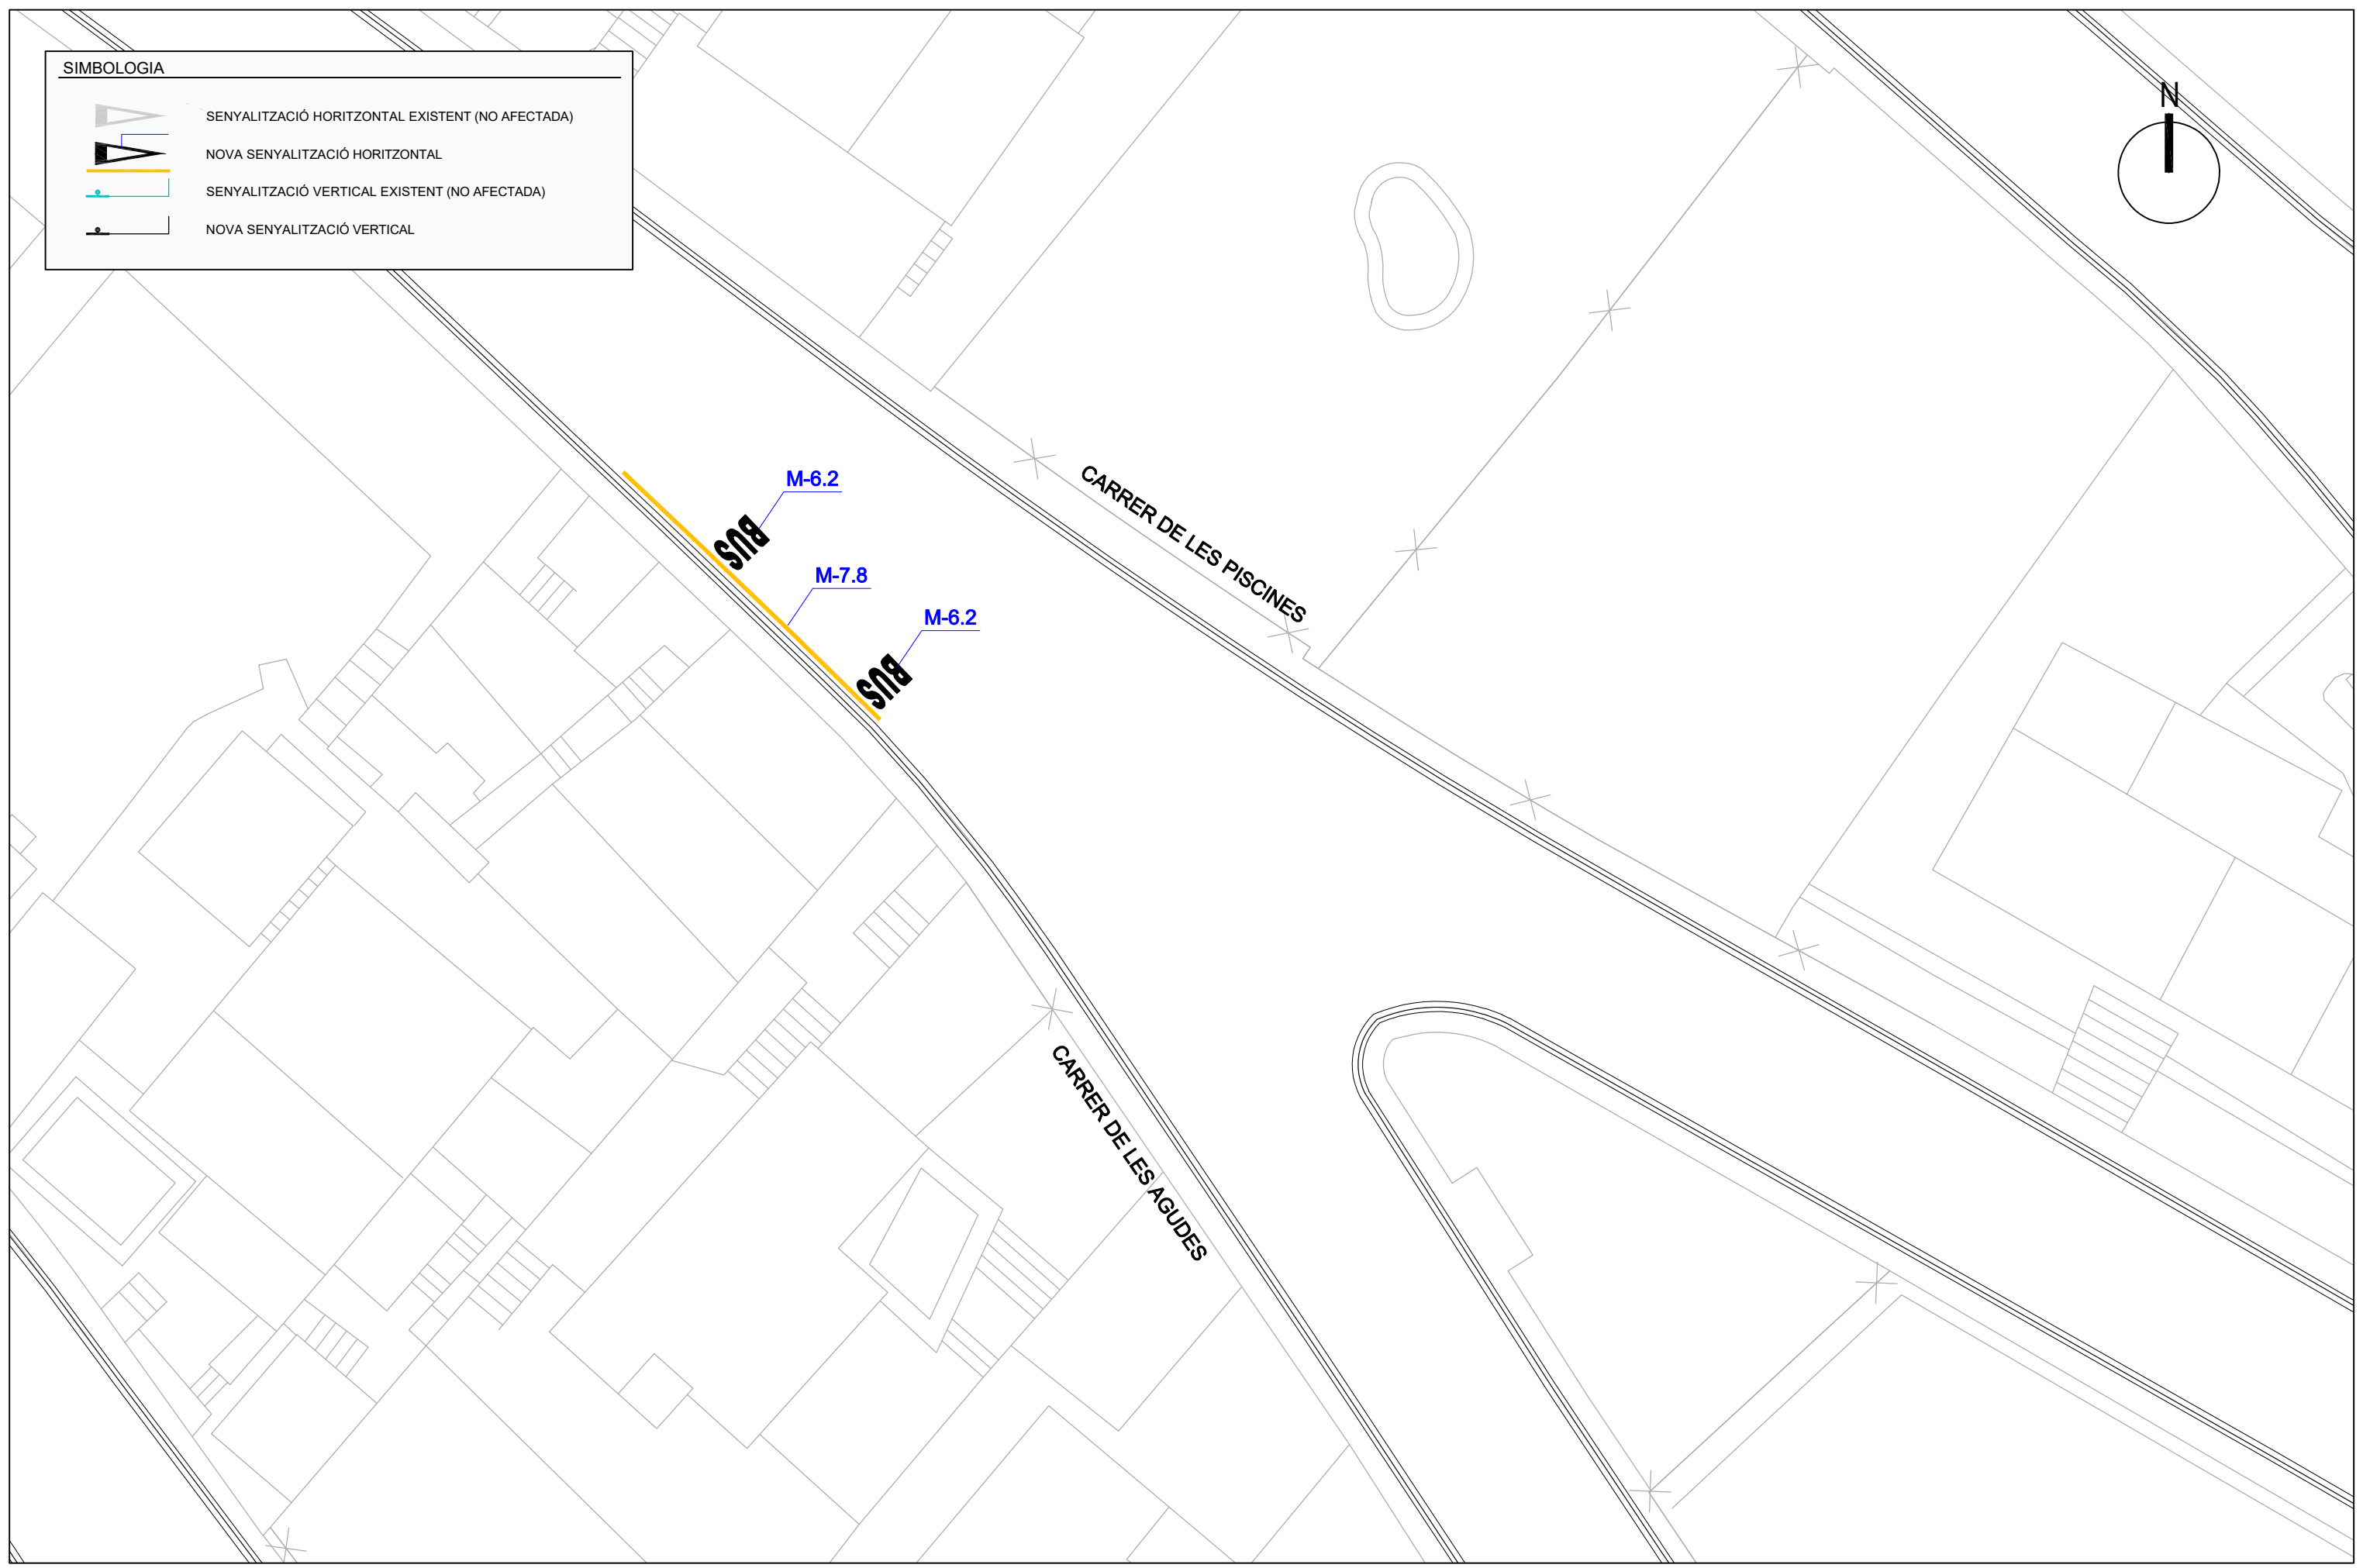 SIMBOLOGIA
SENYALITZACIÓ HORITZONTAL EXISTENT (NO AFECTADA)
NOVA SENYALITZACIÓ HORITZONTAL
SENYALITZACIÓ VERTICAL EXISTENT (NO AFECTADA)
NOVA SENYALITZACIÓ VERTICAL
N
M-6.2
BUS
M-7.8
M-6.2
BUS
CARRER DE LES PISCINES
CARRER DE LES AGUDES